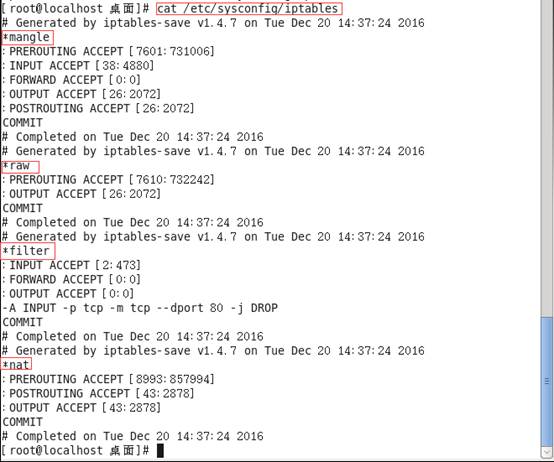 [root@localhost 桌面]# cat /etc/sysconfig/iptables
# Generated by iptables-save v1.4.7 on Tue Dec 20 14:37:24 2016
*mangle
:PREROUTING ACCEPT [7601:731006]
:INPUT ACCEPT [38:4880]
:FORWARD ACCEPT [0:0]
:OUTPUT ACCEPT [26:2072]
:POSTROUTING ACCEPT [26:2072]
COMMIT
# Completed on Tue Dec 20 14:37:24 2016
# Generated by iptables-save v1.4.7 on Tue Dec 20 14:37:24 2016
*raw
:PREROUTING ACCEPT [7610:732242]
:OUTPUT ACCEPT [26:2072]
COMMIT
# Completed on Tue Dec 20 14:37:24 2016
# Generated by iptables-save v1.4.7 on Tue Dec 20 14:37:24 2016
*filter
:INPUT ACCEPT [2:473]
:FORWARD ACCEPT [0:0]
:OUTPUT ACCEPT [0:0]
-A INPUT -p tcp -m tcp --dport 80 -j DROP
COMMIT
# Completed on Tue Dec 20 14:37:24 2016
# Generated by iptables-save v1.4.7 on Tue Dec 20 14:37:24 2016
*nat
:PREROUTING ACCEPT [8993:857994]
:POSTROUTING ACCEPT [43:2878]
:OUTPUT ACCEPT [43:2878]
COMMIT
# Completed on Tue Dec 20 14:37:24 2016
[root@localhost 桌面]#